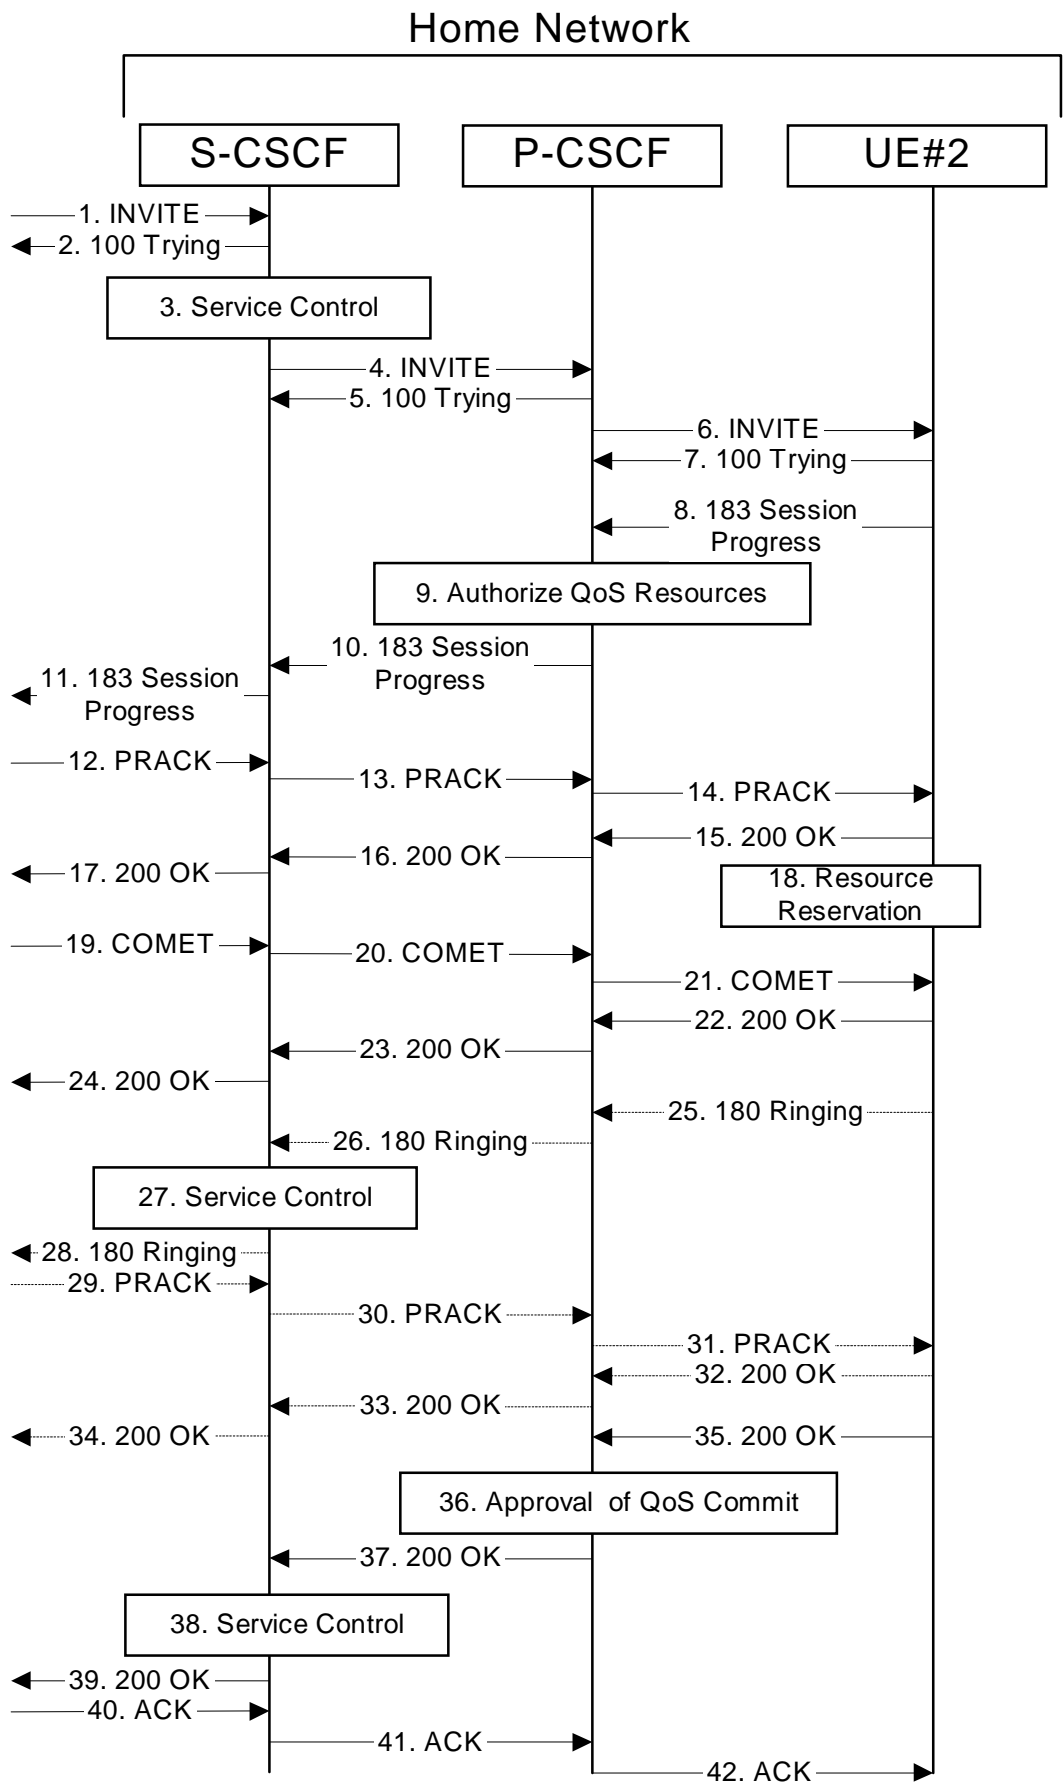 Home Network
S-CSCF
P-CSCF
UE#2
1. INVITE
2. 100 Trying
3. Service Control
4. INVITE
5. 100 Trying
6. INVITE
7. 100 Trying
8. 183 Session
Progress
9. Authorize QoS Resources
10. 183 Session
Progress
11. 183 Session
Progress
12. PRACK
13. PRACK
14. PRACK
15. 200 OK
16. 200 OK
17. 200 OK
18. Resource
Reservation
19. COMET
20. COMET
21. COMET
22. 200 OK
23. 200 OK
24. 200 OK
25. 180 Ringing
26. 180 Ringing
27. Service Control
28. 180 Ringing
29. PRACK
30. PRACK
31. PRACK
32. 200 OK
33. 200 OK
34. 200 OK
35. 200 OK
36. Approval of QoS Commit
37. 200 OK
38. Service Control
39. 200 OK
40. ACK
41. ACK
42. ACK